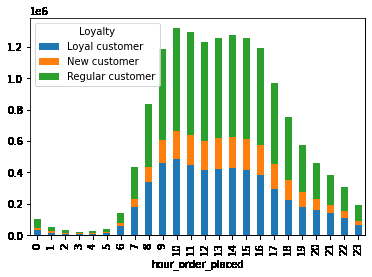 1e6
Loyalty
Loyal customer
New customer
Regular customer
1.2
1.0
0.8
0.6
0.4
0.2
0.0
0 1 2 3 4 5 6 7 8 9 10 11 12 13 14 15 16 17 18 19 20 21 22 23
hour_order_placed